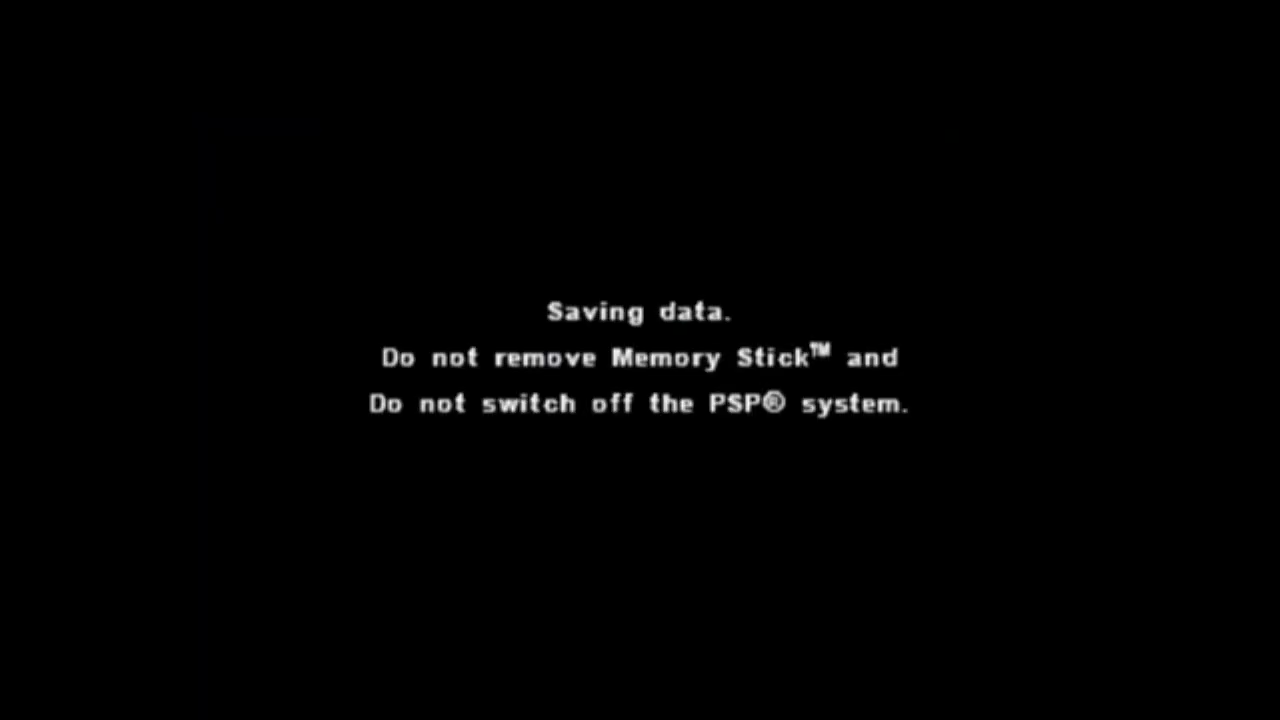 Saving data.
Do not remove Memory Stick™ and
Do not switch off the PSP® system.